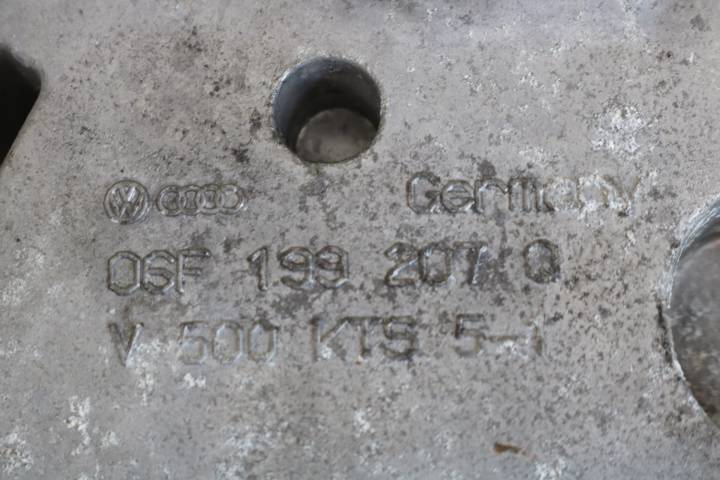 Germany
06F 199 207 Q
V 500 KTS 5-1